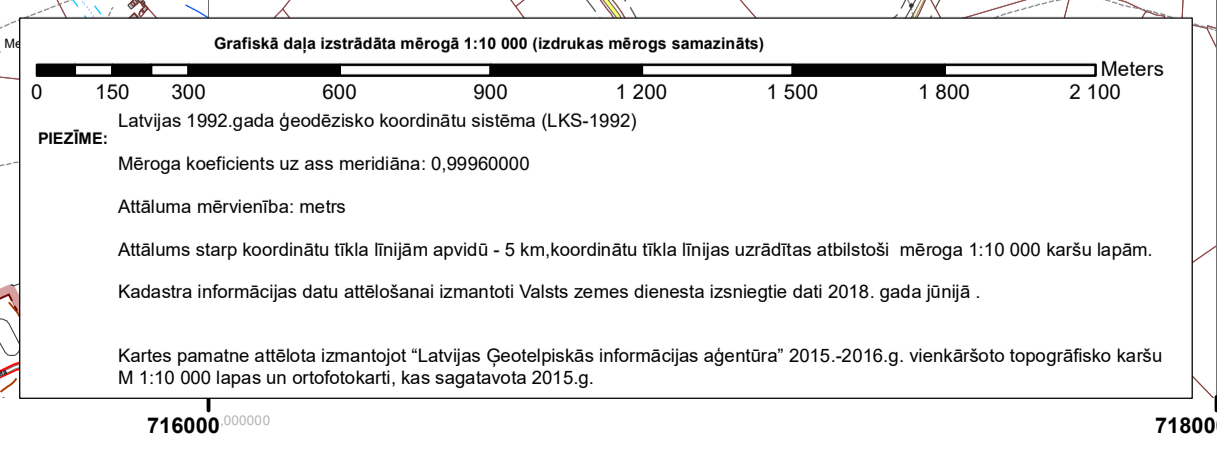 Me
Grafiskā daļa izstrādāta mērogā 1:10 000 (izdrukas mērogs samazināts)
Meters
0 150 300 600 900 1 200 1 500 1 800 2 100
Latvijas 1992.gada ģeodēzisko koordinātu sistēma (LKS-1992)
PIEZĪME:
Mēroga koeficients uz ass meridiāna: 0,99960000
Attāluma mērvienība: metrs
Attālums starp koordinātu tīkla līnijām apvidū - 5 km,koordinātu tīkla līnijas uzrādītas atbilstoši mēroga 1:10 000 karšu lapām.
Kadastra informācijas datu attēlošanai izmantoti Valsts zemes dienesta izsniegtie dati 2018. gada jūnijā .
Kartes pamatne attēlota izmantojot “Latvijas Ģeotelpiskās informācijas aģentūra” 2015.-2016.g. vienkāršoto topogrāfisko karšu
M 1:10 000 lapas un ortofotokarti, kas sagatavota 2015.g.
716000,000000
71800